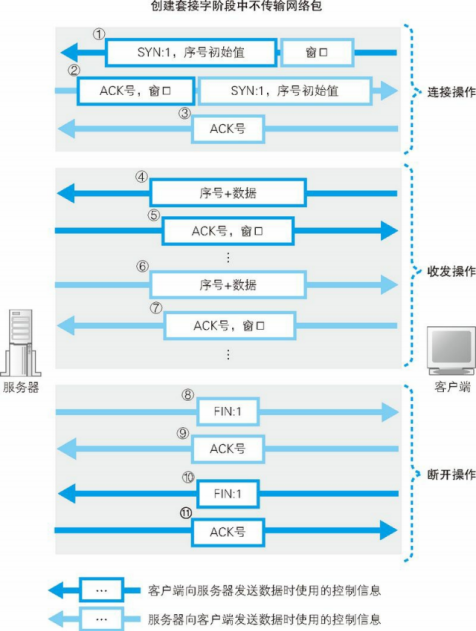 创建套接字阶段中不传输网络包
①
SYN:1，序号初始值
窗口
②
ACK号，窗口
SYN:1，序号初始值
连接操作
③
ACK号
④
序号+数据
⑤
ACK号，窗口
⋮
⑥
序号+数据
收发操作
⑦
ACK号，窗口
⋮
服务器
客户端
⑧
FIN:1
⑨
ACK号
⑩
FIN:1
断开操作
⑪
ACK号
… 客户端向服务器发送数据时使用的控制信息
… 服务器向客户端发送数据时使用的控制信息